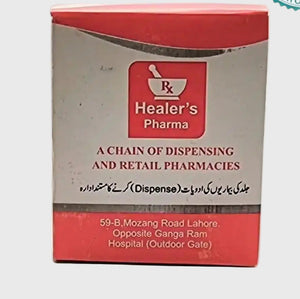 Rx
Healer's
Pharma
A CHAIN OF DISPENSING
AND RETAIL PHARMACIES
جلد کی بیماریوں کی ادویات (Dispense) کرنے کا مستند ادارہ
59-B,Mozang Road Lahore.
Opposite Ganga Ram
Hospital (Outdoor Gate)